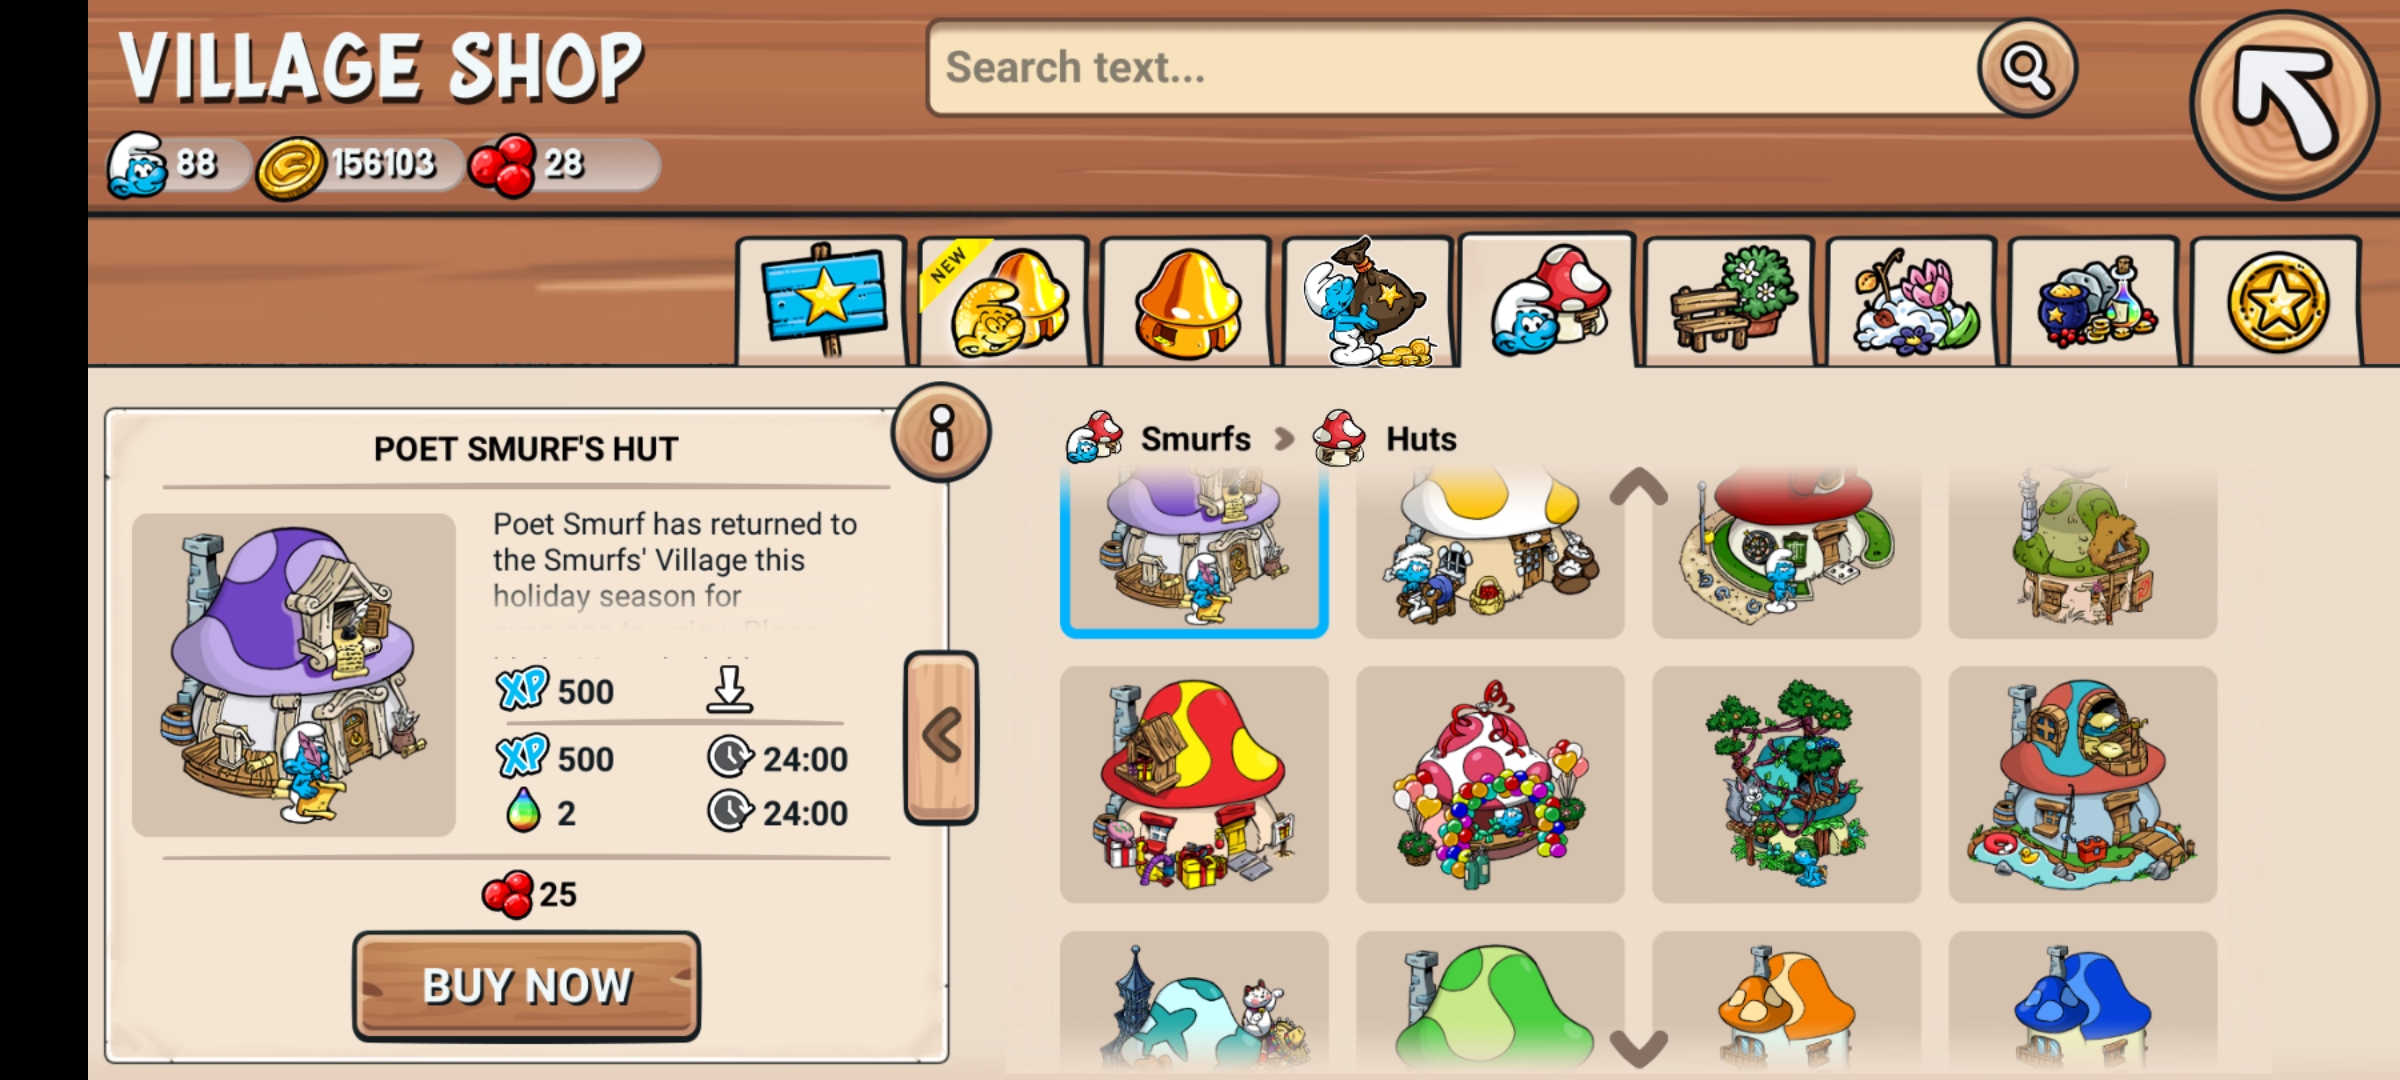 VILLAGE SHOP
Search text...
88
156103
28
NEW
POET SMURF'S HUT
Poet Smurf has returned to
the Smurfs' Village this
holiday season for
XP 500
XP 500
24:00
2
24:00
25
BUY NOW
Smurfs
Huts